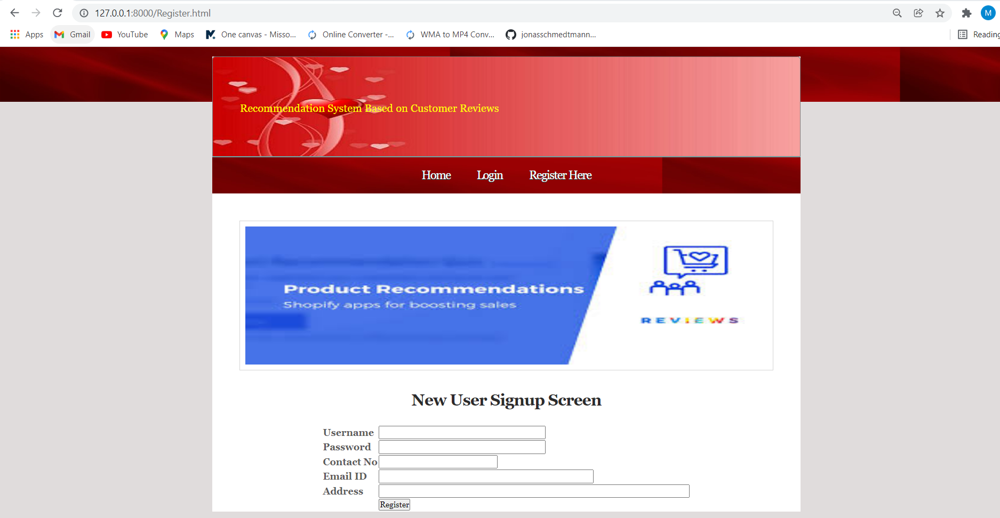 127.0.0.1:8000/Register.html
M
Apps Gmail YouTube Maps One canvas - Misso... Online Converter -... WMA to MP4 Conv... jonasschmedtmann... Reading
Recommendation System Based on Customer Reviews
Home Login Register Here
Product Recommendations
Shopify apps for boosting sales
REVIEWS
New User Signup Screen
Username
Password
Contact No
Email ID
Address
Register